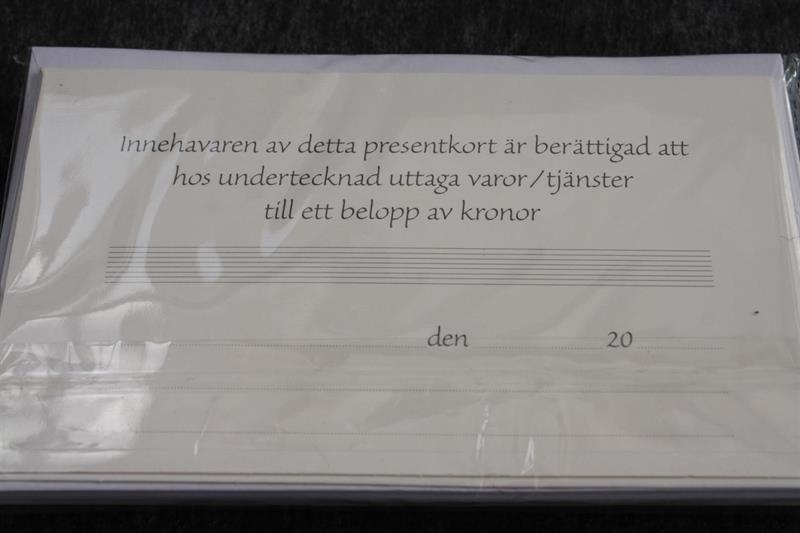 Innehavaren av detta presentkort är berättigad att
hos undertecknad uttaga varor/tjänster
till ett belopp av kronor
den 20